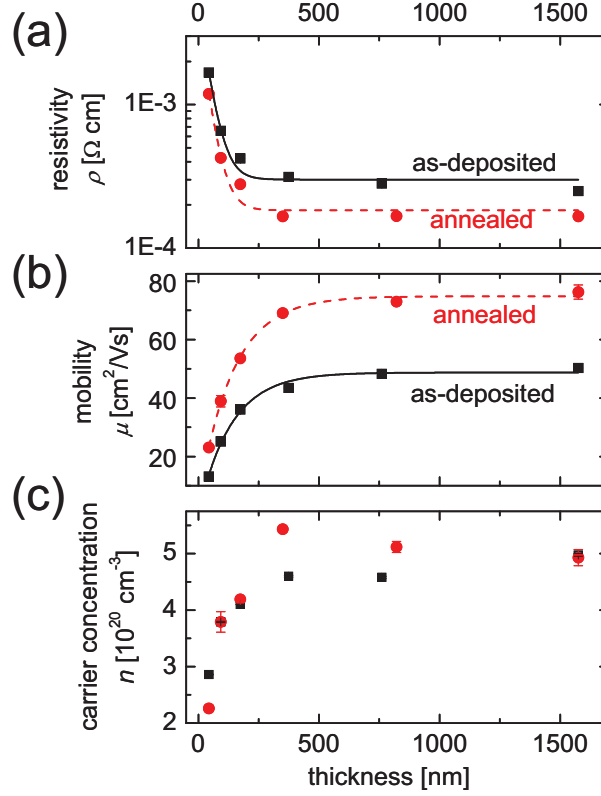 0 500 1000 1500
(a)
resistivity
ρ [Ω cm]
1E-3
1E-4
as-deposited
annealed
(b)
mobility
μ [cm²/Vs]
80
60
40
20
annealed
as-deposited
(c)
carrier concentration
n [10²⁰ cm⁻³]
5
4
3
2
0 500 1000 1500
thickness [nm]